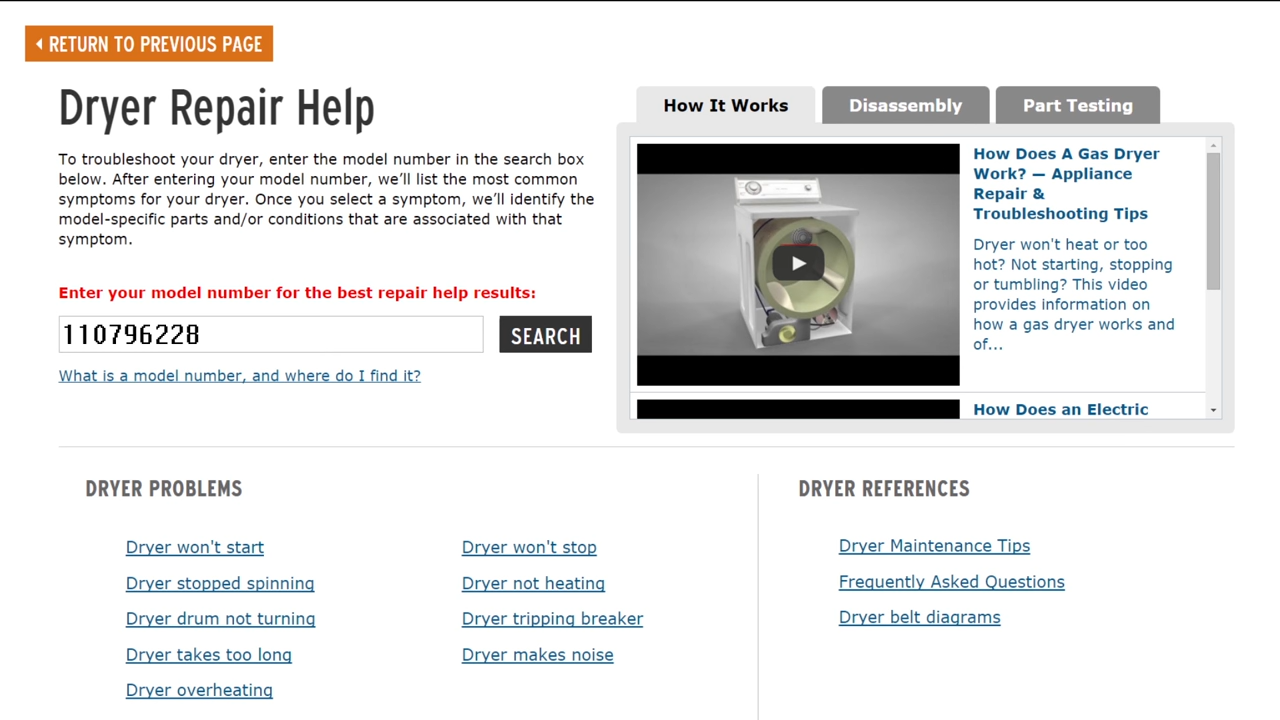 RETURN TO PREVIOUS PAGE
Dryer Repair Help
To troubleshoot your dryer, enter the model number in the search box
below. After entering your model number, we’ll list the most common
symptoms for your dryer. Once you select a symptom, we’ll identify the
model-specific parts and/or conditions that are associated with that
symptom.
Enter your model number for the best repair help results:
110796228
SEARCH
What is a model number, and where do I find it?
How It Works
Disassembly
Part Testing
How Does A Gas Dryer
Work? — Appliance
Repair &
Troubleshooting Tips
Dryer won't heat or too
hot? Not starting, stopping
or tumbling? This video
provides information on
how a gas dryer works and
of...
How Does an Electric
DRYER PROBLEMS
Dryer won't start
Dryer stopped spinning
Dryer drum not turning
Dryer takes too long
Dryer overheating
Dryer won't stop
Dryer not heating
Dryer tripping breaker
Dryer makes noise
DRYER REFERENCES
Dryer Maintenance Tips
Frequently Asked Questions
Dryer belt diagrams